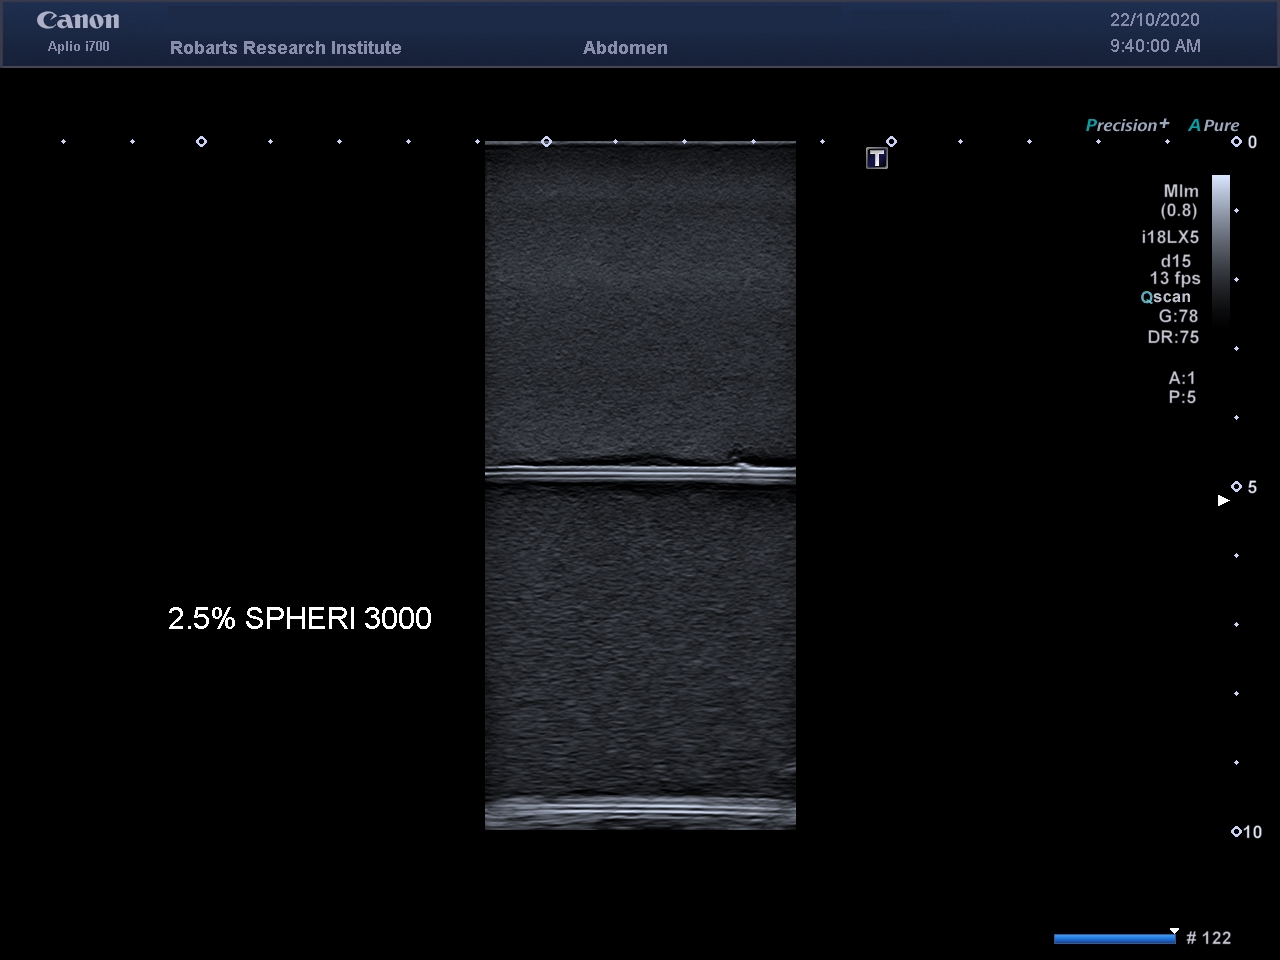 Canon
Aplio i700
Robarts Research Institute
Abdomen
22/10/2020
9:40:00 AM
Precision+ A Pure
T
0
MIm
(0.8)
i18LX5
d15
13 fps
Qscan
G:78
DR:75
A:1
P:5
5
2.5% SPHERI 3000
10
# 122